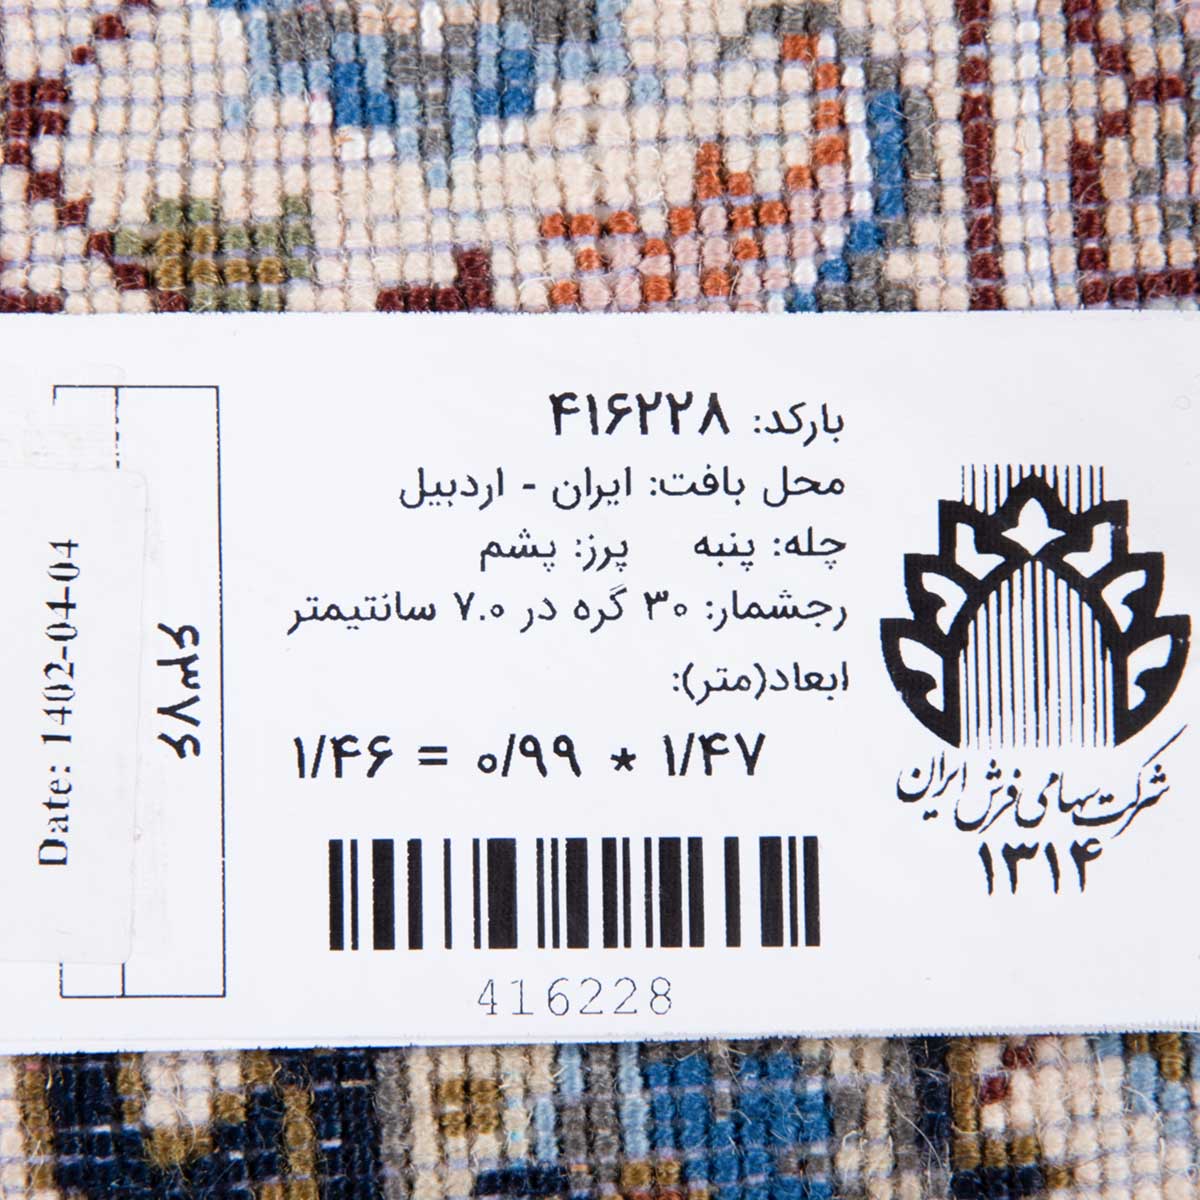 بارکد: ۴۱۶۲۲۸
محل بافت: ایران - اردبیل
چله: پنبه پرز: پشم
رجشمار: ۳۰ گره در ۷.۰ سانتیمتر
ابعاد(متر):
۱/۴۷ * ۰/۹۹ = ۱/۴۶
416228
شرکت سهامی فرش ایران
۱۳۱۴
۶۳۷۶
Date: 1402-04-04